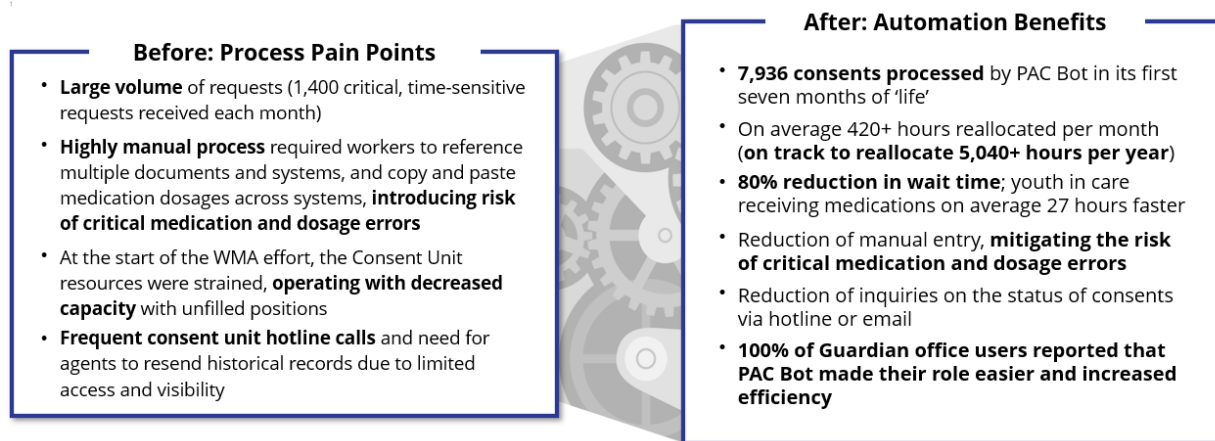 Before: Process Pain Points
• Large volume of requests (1,400 critical, time-sensitive
requests received each month)
• Highly manual process required workers to reference
multiple documents and systems, and copy and paste
medication dosages across systems, introducing risk
of critical medication and dosage errors
• At the start of the WMA effort, the Consent Unit
resources were strained, operating with decreased
capacity with unfilled positions
• Frequent consent unit hotline calls and need for
agents to resend historical records due to limited
access and visibility
After: Automation Benefits
• 7,936 consents processed by PAC Bot in its first
seven months of ‘life’
• On average 420+ hours reallocated per month
(on track to reallocate 5,040+ hours per year)
• 80% reduction in wait time; youth in care
receiving medications on average 27 hours faster
• Reduction of manual entry, mitigating the risk
of critical medication and dosage errors
• Reduction of inquiries on the status of consents
via hotline or email
• 100% of Guardian office users reported that
PAC Bot made their role easier and increased
efficiency